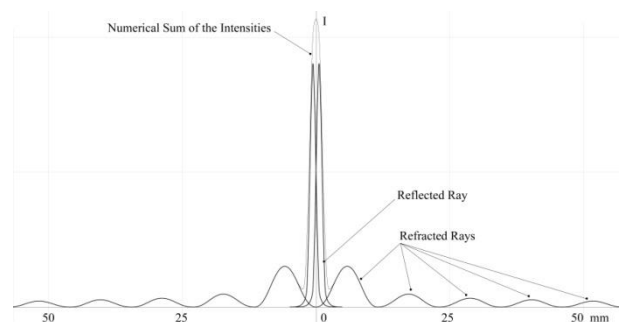 I
Numerical Sum of the Intensities
Reflected Ray
Refracted Rays
50 25 0 25 50 mm